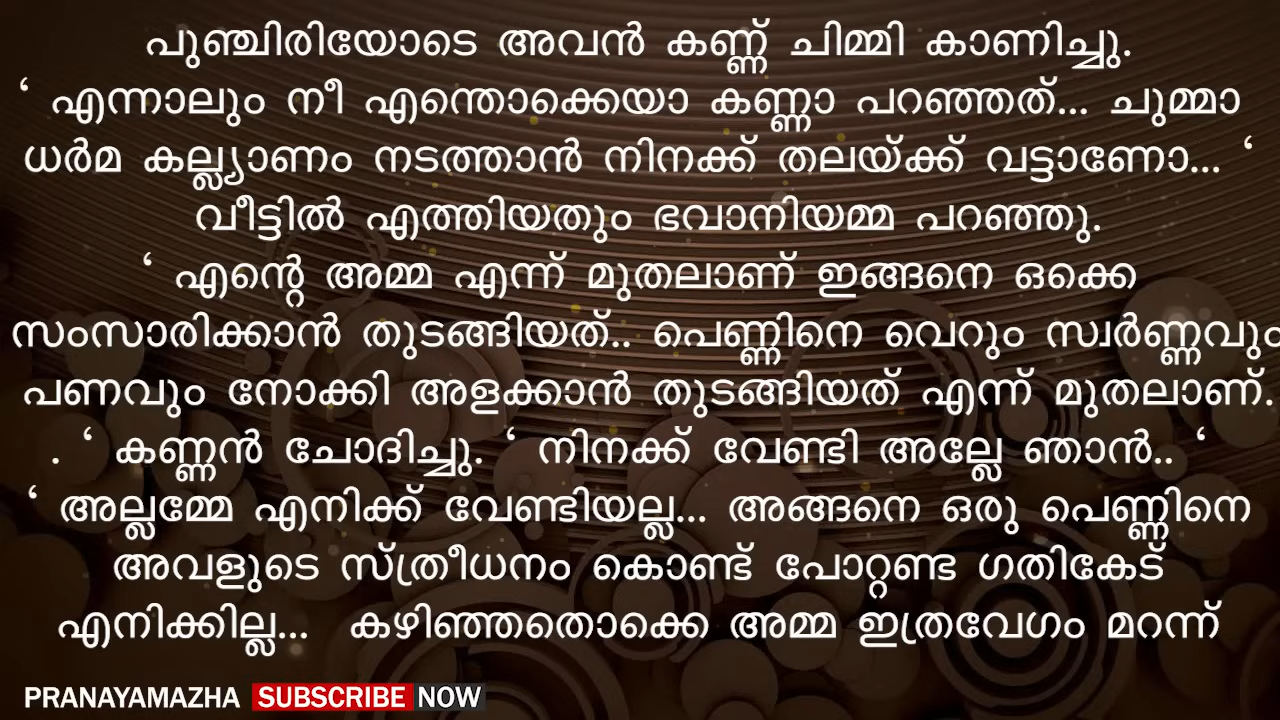 പുഞ്ചിരിയോടെ അവൻ കണ്ണ് ചിമ്മി കാണിച്ചു.
‘ എന്നാലും നീ എന്തൊക്കെയാ കണ്ണാ പറഞ്ഞത്... ചുമ്മാ
ധർമ കല്ല്യാണം നടത്താൻ നിനക്ക് തലയ്ക്ക് വട്ടാണോ... ‘
വീട്ടിൽ എത്തിയതും ഭവാനിയമ്മ പറഞ്ഞു.
‘ എന്റെ അമ്മ എന്ന് മുതലാണ് ഇങ്ങനെ ഒക്കെ
സംസാരിക്കാൻ തുടങ്ങിയത്.. പെണ്ണിനെ വെറും സ്വർണ്ണവും
പണവും നോക്കി അളക്കാൻ തുടങ്ങിയത് എന്ന് മുതലാണ്.
. ‘ കണ്ണൻ ചോദിച്ചു. ‘ നിനക്ക് വേണ്ടി അല്ലേ ഞാൻ.. ‘
‘ അല്ലമ്മേ എനിക്ക് വേണ്ടിയല്ല... അങ്ങനെ ഒരു പെണ്ണിനെ
അവളുടെ സ്ത്രീധനം കൊണ്ട് പോറ്റണ്ട ഗതികേട്
എനിക്കില്ല... കഴിഞ്ഞതൊക്കെ അമ്മ ഇത്രവേഗം മറന്ന്
PRANAYAMAZHA SUBSCRIBE NOW